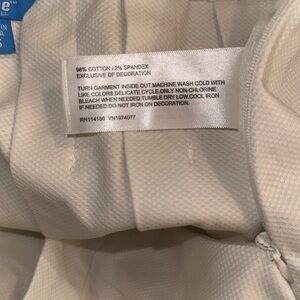 98% COTTON / 2% SPANDEX
EXCLUSIVE OF DECORATION
TURN GARMENT INSIDE OUT.MACHINE WASH COLD WITH
LIKE COLORS.DELICATE CYCLE.ONLY NON-CHLORINE
BLEACH WHEN NEEDED.TUMBLE DRY LOW.COOL IRON
IF NEEDED.DO NOT IRON ON DECORATION.
RN114186 VN1974077